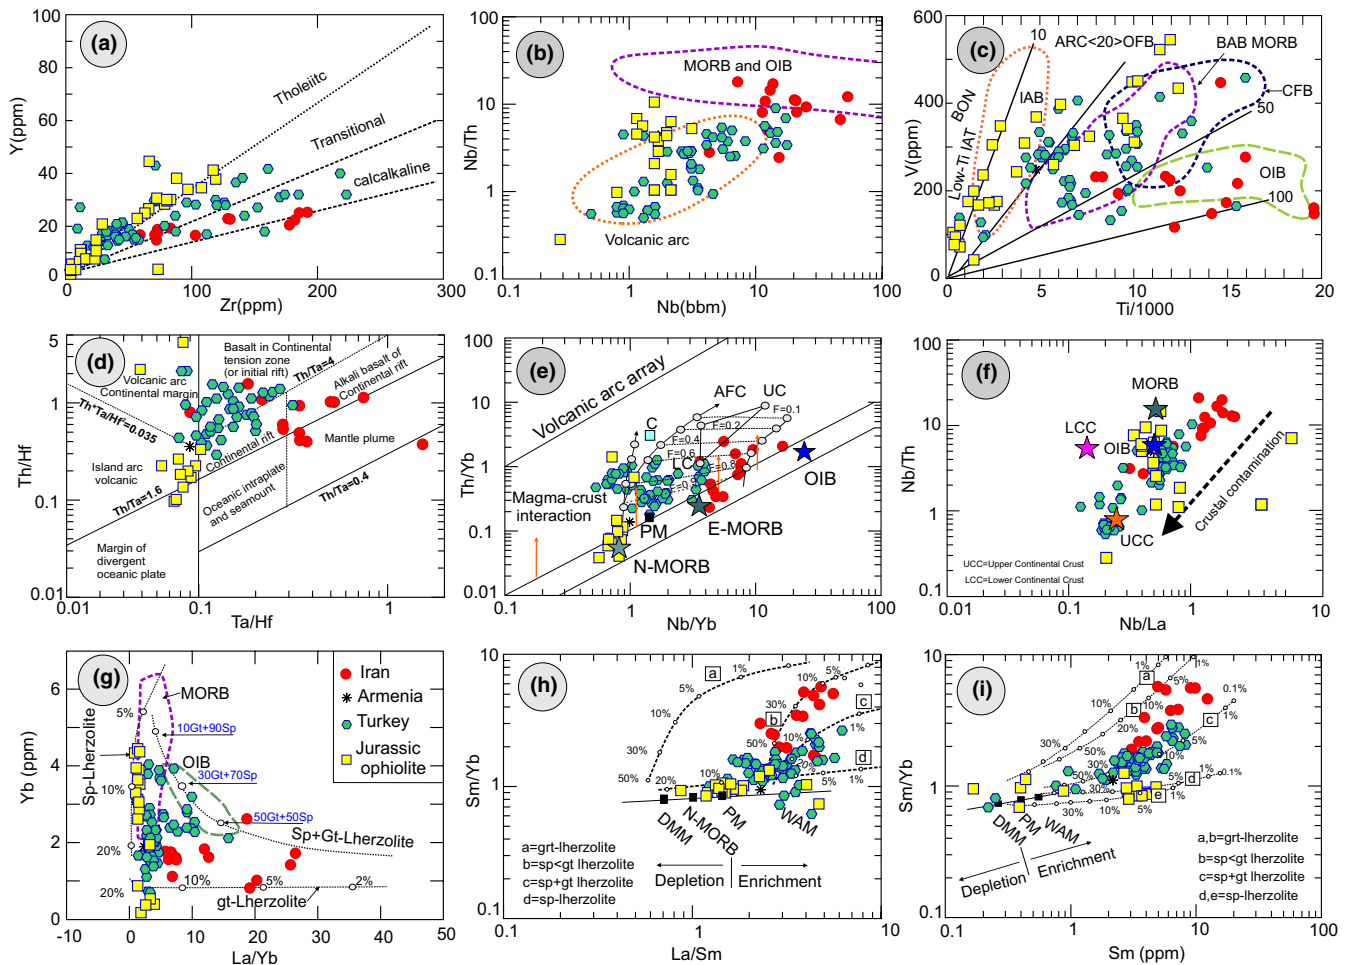 (a)
Y(ppm)
100
80
60
40
20
0
Tholeiitc
Transitional
calcalkaline
0
100
200
300
Zr(ppm)
(b)
Nb/Th
100
10
1
0.1
MORB and OIB
Volcanic arc
0.1
1
10
100
Nb(bbm)
(c)
V(ppm)
600
400
200
0
10
ARC<20>OFB
BAB MORB
CFB
50
BON
IAB
Low-Ti IAT
OIB
100
0
5
10
15
20
Ti/1000
(d)
Th/Hf
5
1
0.1
0.01
Basalt in Continental
tension zone
(or initial rift)
Th/Ta=4
Alkali basalt of
Continental rift
Volcanic arc
Continental margin
Th*Ta/Hf²=0.035
Continental rift
Mantle plume
Island arc
volcanic
Th/Ta=1.6
Oceanic intraplate
and seamount
Th/Ta=0.4
Margin of
divergent
oceanic plate
0.01
0.1
1
Ta/Hf
(e)
Th/Yb
100
10
1
0.1
0.01
Volcanic arc array
AFC
UC
C
F=0.1
F=0.2
F=0.4
F=0.6
LC
F=0.8
F=0.9
Magma-crust
interaction
OIB
PM
E-MORB
N-MORB
0.1
1
10
100
Nb/Yb
(f)
Nb/Th
100
10
1
0.1
MORB
LCC
OIB
Crustal contamination
UCC
UCC=Upper Continental Crust
LCC=Lower Continental Crust
0.01
0.1
1
10
Nb/La
(g)
Yb (ppm)
Sp-Lherzolite
6
4
2
0
MORB
5%
10Gt+90Sp
OIB
30Gt+70Sp
10%
50Gt+50Sp
Sp+Gt-Lherzolite
20%
20%
10%
5%
2%
gt-Lherzolite
-10
0
10
20
30
40
50
La/Yb
Iran
Armenia
Turkey
Jurassic
ophiolite
(h)
Sm/Yb
10
1
0.1
a
1%
5%
10%
30%
50%
5%
1%
10%
30%
b
c
50%
1%
20%
d
20%
10%
5%
1%
DMM
N-MORB
PM
WAM
a=grt-lherzolite
b=sp<gt lherzolite
c=sp+gt lherzolite
d=sp-lherzolite
Depletion
Enrichment
0.1
1
10
La/Sm
(i)
Sm/Yb
10
1
0.1
1%
1%
a
5%
5%
b
10%
10%
0.1%
c
1%
20%
30%
50%
5%
50%
30%
5%
1%
0.1%
d
e
30%
10%
5%
1%
DMM
PM
WAM
Depletion
Enrichment
a,b=grt-lherzolite
b=sp<gt lherzolite
c=sp+gt lherzolite
d,e=sp-lherzolite
0.1
1
10
100
Sm (ppm)